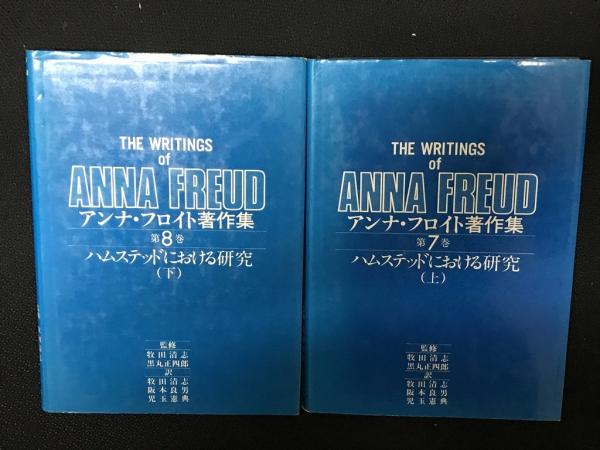 THE WRITINGS
of
ANNA FREUD
アンナ・フロイト著作集
第8巻
ハムステッドにおける研究
(下)
監修
牧田清志
黒丸正四郎
訳
牧田清志
阪本良男
児玉憲典
THE WRITINGS
of
ANNA FREUD
アンナ・フロイト著作集
第7巻
ハムステッドにおける研究
(上)
監修
牧田清志
黒丸正四郎
訳
牧田清志
阪本良男
児玉憲典